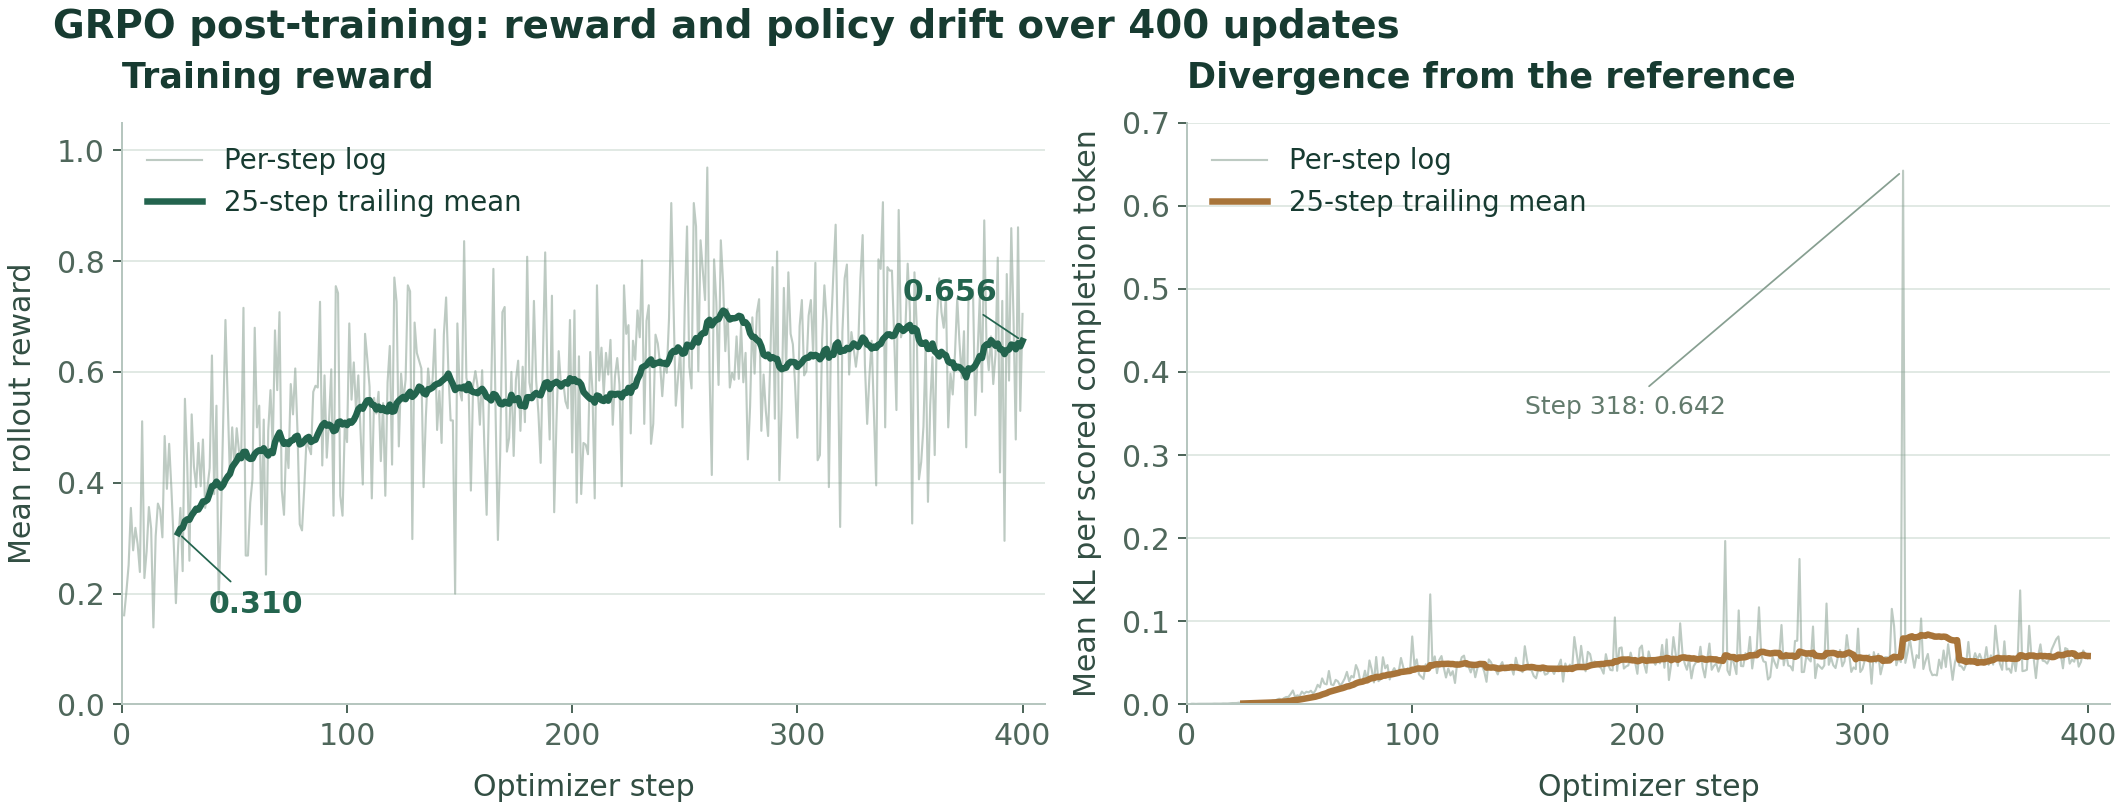 GRPO post-training: reward and policy drift over 400 updates
Training reward
Mean rollout reward
1.0
0.8
0.6
0.4
0.2
0.0
Per-step log
25-step trailing mean
0.656
0.310
0
100
200
300
400
Optimizer step
Divergence from the reference
Mean KL per scored completion token
0.7
0.6
0.5
0.4
0.3
0.2
0.1
0.0
Per-step log
25-step trailing mean
Step 318: 0.642
0
100
200
300
400
Optimizer step